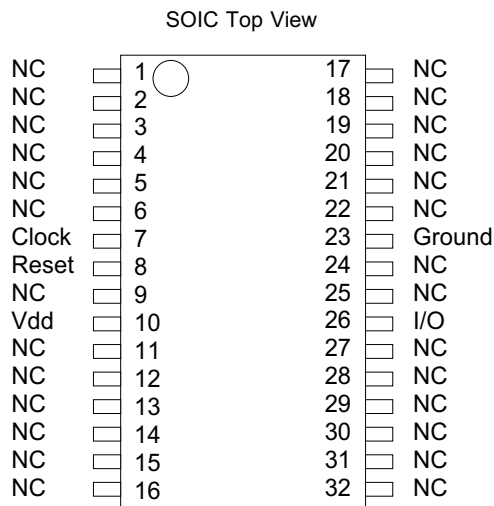 SOIC Top View
NC 1 17 NC
NC 2 18 NC
NC 3 19 NC
NC 4 20 NC
NC 5 21 NC
NC 6 22 NC
Clock 7 23 Ground
Reset 8 24 NC
NC 9 25 NC
Vdd 10 26 I/O
NC 11 27 NC
NC 12 28 NC
NC 13 29 NC
NC 14 30 NC
NC 15 31 NC
NC 16 32 NC